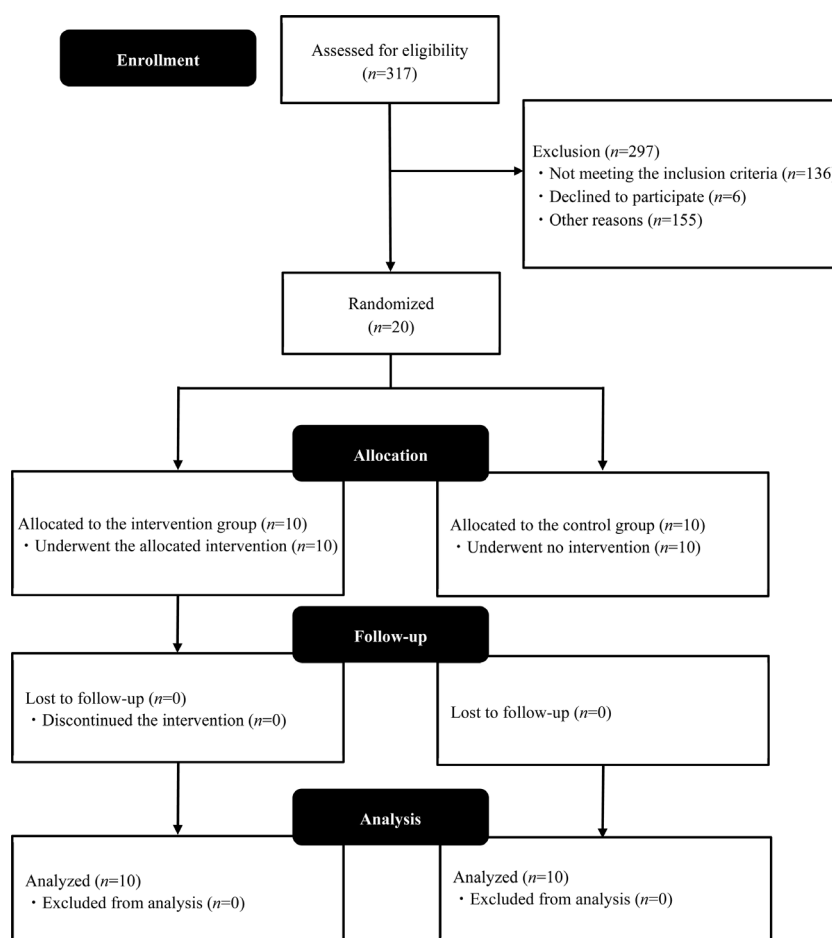 Enrollment
Assessed for eligibility
(n=317)
Exclusion (n=297)
・Not meeting the inclusion criteria (n=136
・Declined to participate (n=6)
・Other reasons (n=155)
Randomized
(n=20)
Allocation
Allocated to the intervention group (n=10)
・Underwent the allocated intervention (n=10)
Allocated to the control group (n=10)
・Underwent no intervention (n=10)
Follow-up
Lost to follow-up (n=0)
・Discontinued the intervention (n=0)
Lost to follow-up (n=0)
Analysis
Analyzed (n=10)
・Excluded from analysis (n=0)
Analyzed (n=10)
・Excluded from analysis (n=0)